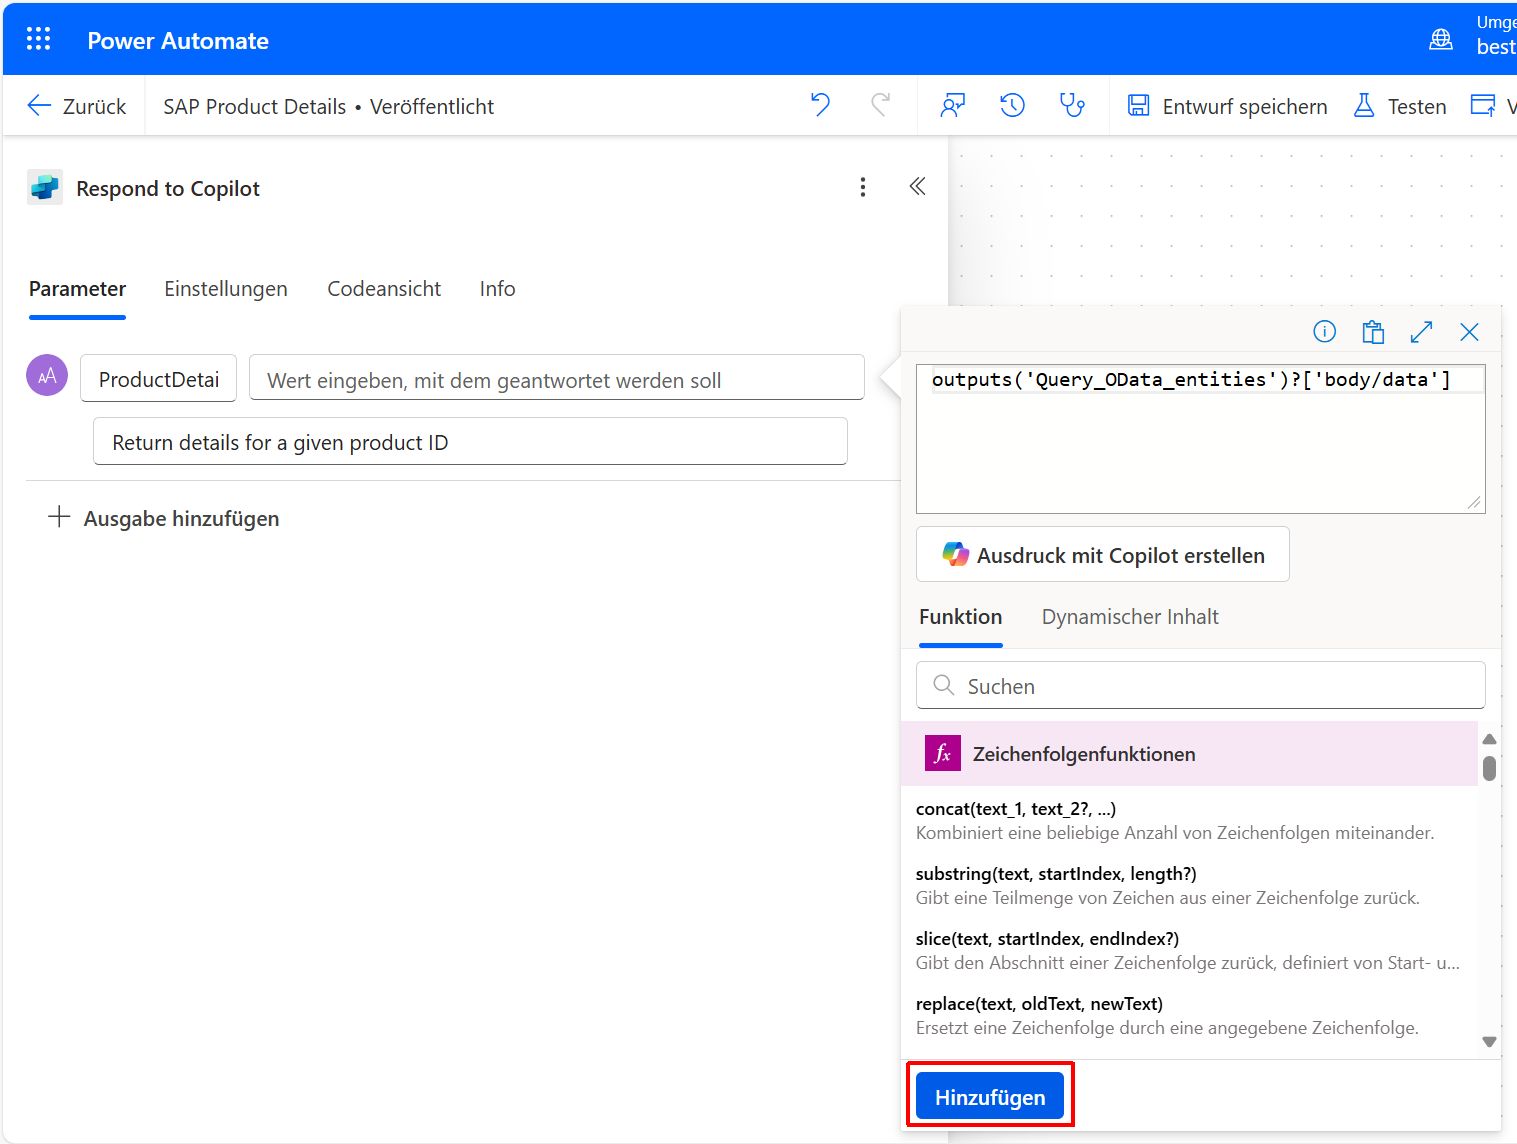 Power Automate
Umge
best
Zurück
SAP Product Details • Veröffentlicht
Entwurf speichern
Testen
V
Respond to Copilot
Parameter
Einstellungen
Codeansicht
Info
AA
ProductDetai
Wert eingeben, mit dem geantwortet werden soll
Return details for a given product ID
Ausgabe hinzufügen
outputs('Query_OData_entities')?['body/data']
Ausdruck mit Copilot erstellen
Funktion
Dynamischer Inhalt
Suchen
fx Zeichenfolgenfunktionen
concat(text_1, text_2?, ...)
Kombiniert eine beliebige Anzahl von Zeichenfolgen miteinander.
substring(text, startIndex, length?)
Gibt eine Teilmenge von Zeichen aus einer Zeichenfolge zurück.
slice(text, startIndex, endIndex?)
Gibt den Abschnitt einer Zeichenfolge zurück, definiert von Start- u...
replace(text, oldText, newText)
Ersetzt eine Zeichenfolge durch eine angegebene Zeichenfolge.
Hinzufügen